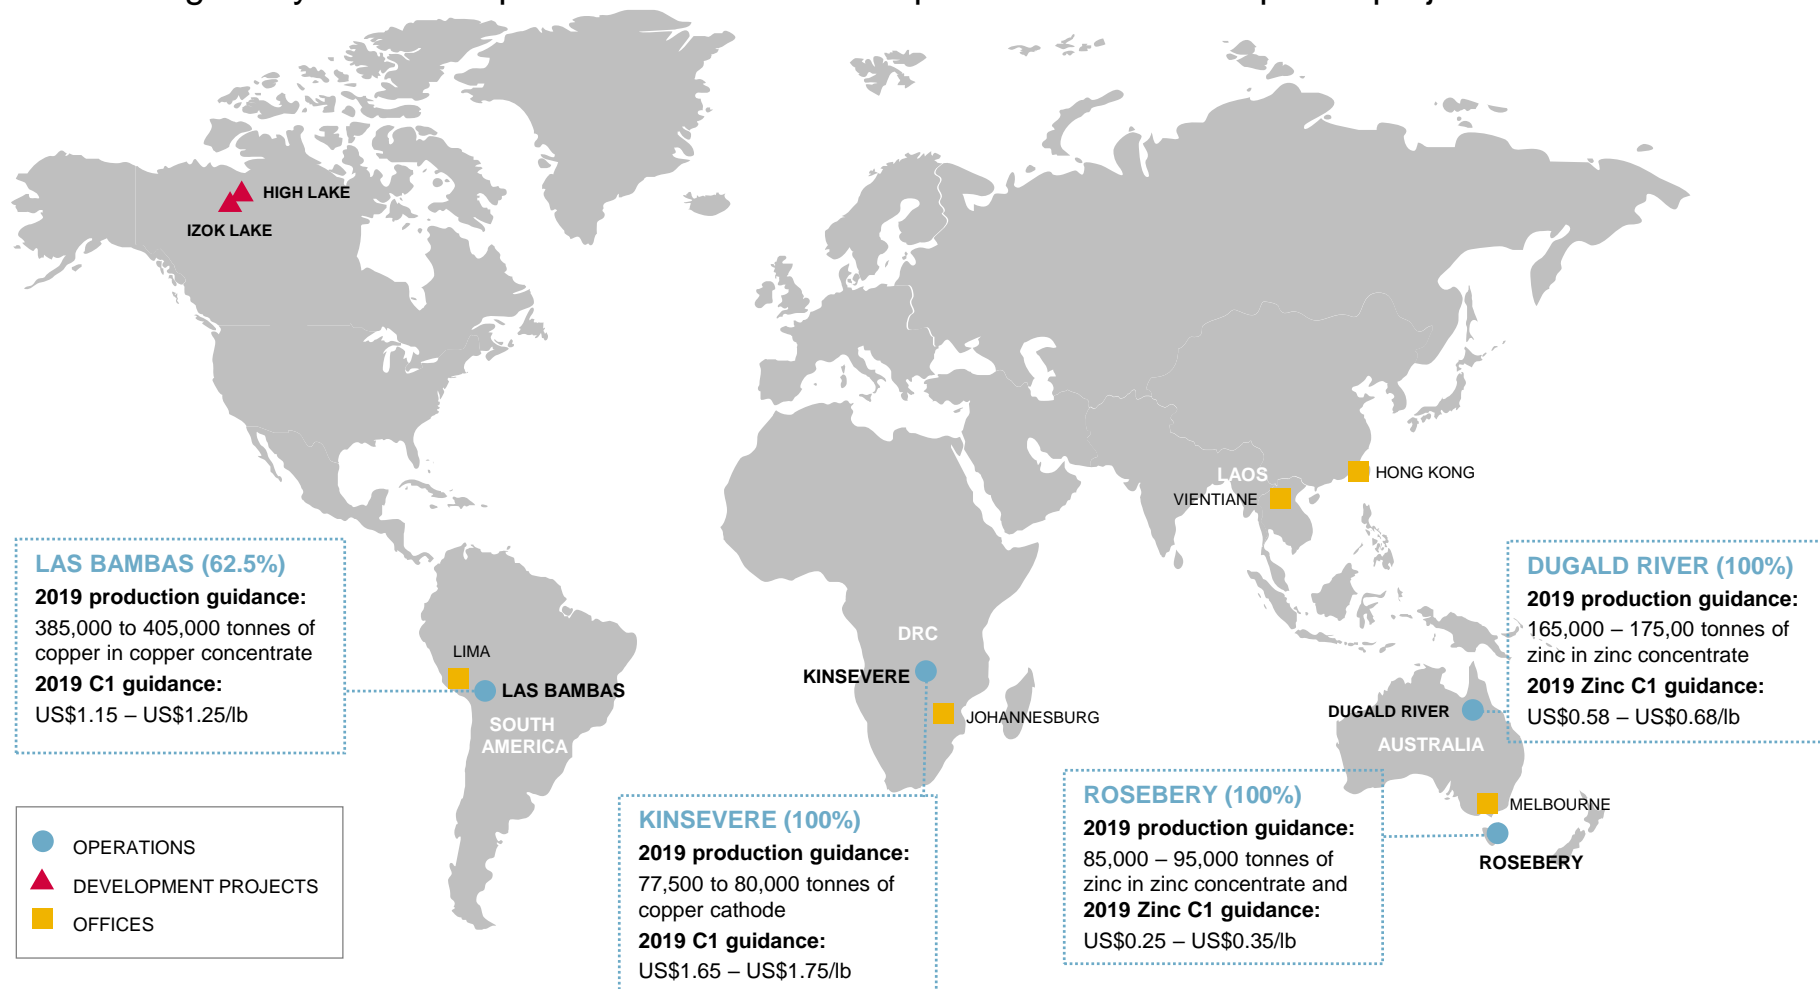 HIGH LAKE
IZOK LAKE
LAOS
HONG KONG
VIENTIANE
LAS BAMBAS (62.5%)
2019 production guidance:
385,000 to 405,000 tonnes of
copper in copper concentrate
2019 C1 guidance:
US$1.15 – US$1.25/lb
LIMA
LAS BAMBAS
SOUTH
AMERICA
DRC
KINSEVERE
JOHANNESBURG
DUGALD RIVER (100%)
2019 production guidance:
165,000 – 175,00 tonnes of
zinc in zinc concentrate
2019 Zinc C1 guidance:
US$0.58 – US$0.68/lb
DUGALD RIVER
AUSTRALIA
MELBOURNE
ROSEBERY
KINSEVERE (100%)
2019 production guidance:
77,500 to 80,000 tonnes of
copper cathode
2019 C1 guidance:
US$1.65 – US$1.75/lb
ROSEBERY (100%)
2019 production guidance:
85,000 – 95,000 tonnes of
zinc in zinc concentrate and
2019 Zinc C1 guidance:
US$0.25 – US$0.35/lb
OPERATIONS
DEVELOPMENT PROJECTS
OFFICES